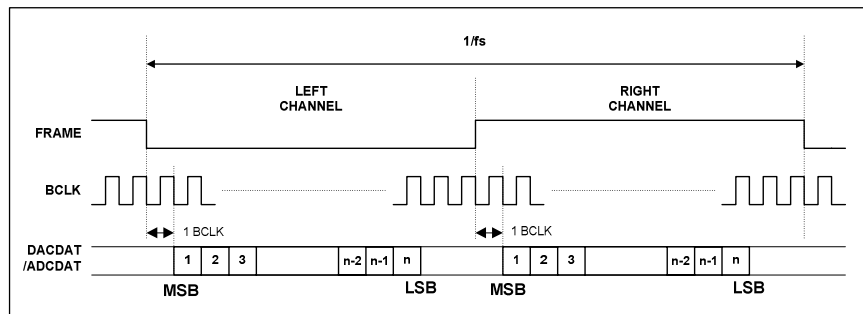 1/fs
LEFT
CHANNEL
RIGHT
CHANNEL
FRAME
BCLK
1 BCLK
1 BCLK
DACDAT
/ADCDAT
1 2 3 n-2 n-1 n 1 2 3 n-2 n-1 n
MSB LSB MSB LSB